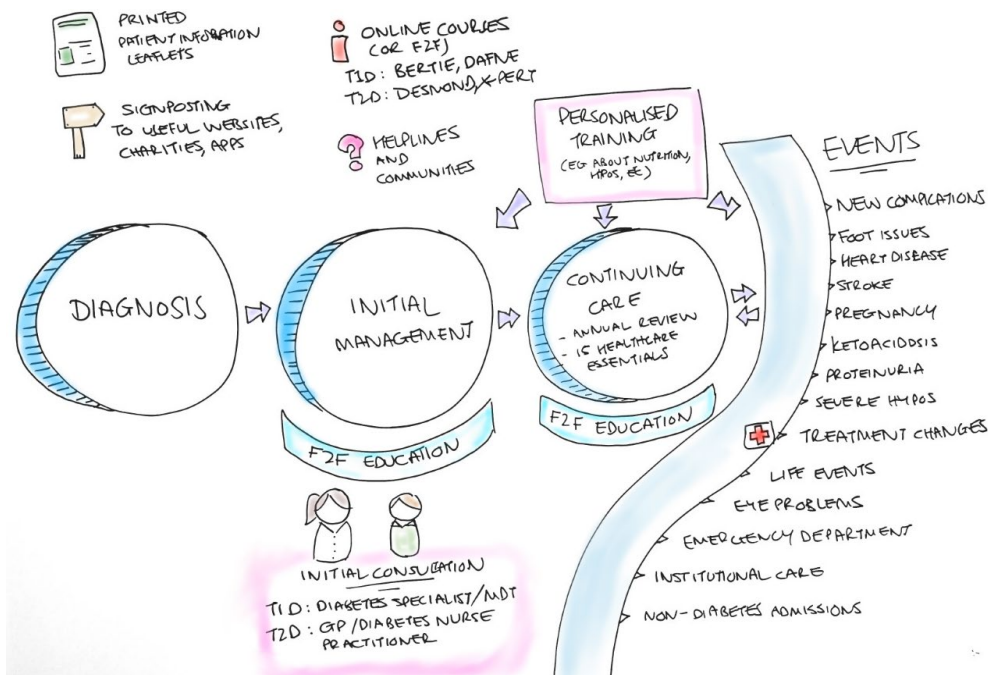 PRINTED
PATIENT INFORMATION
LEAFLETS
SIGNPOSTING
TO USEFUL WEBSITES,
CHARITIES, APPS
ONLINE COURSES
(OR F2F)
T1D: BERTIE, DAFNE
T2D: DESMOND, X-PERT
HELPLINES
AND
COMMUNITIES
PERSONALISED
TRAINING
(EG ABOUT NUTRITION,
HYPOS, ETC)
DIAGNOSIS
INITIAL
MANAGEMENT
F2F EDUCATION
CONTINUING
CARE
- ANNUAL REVIEW
- 15 HEALTHCARE
ESSENTIALS
F2F EDUCATION
INITIAL CONSULTATION
T1D: DIABETES SPECIALIST/MDT
T2D: GP/DIABETES NURSE
PRACTITIONER
EVENTS
NEW COMPLICATIONS
FOOT ISSUES
HEART DISEASE
STROKE
PREGNANCY
KETOACIDOSIS
PROTEINURIA
SEVERE HYPOS
TREATMENT CHANGES
LIFE EVENTS
EYE PROBLEMS
EMERGENCY DEPARTMENT
INSTITUTIONAL CARE
NON-DIABETES ADMISSIONS